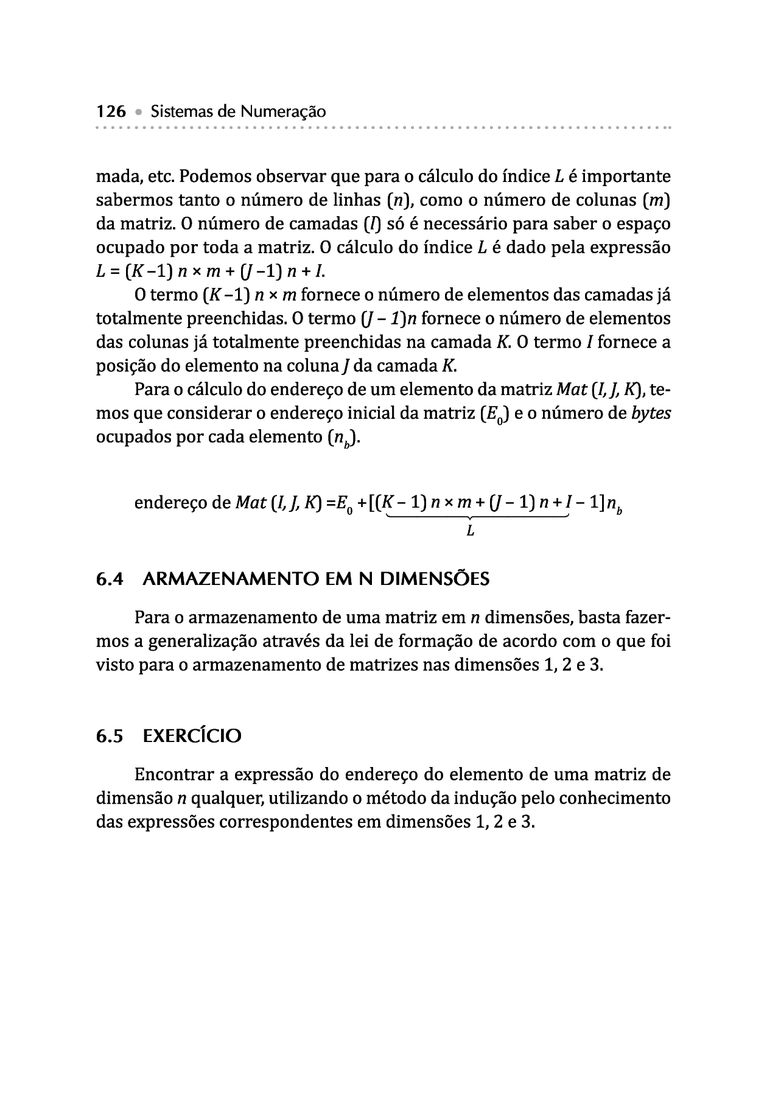 126 • Sistemas de Numeração
mada, etc. Podemos observar que para o cálculo do índice L é importante
sabermos tanto o número de linhas (n), como o número de colunas (m)
da matriz. O número de camadas (l) só é necessário para saber o espaço
ocupado por toda a matriz. O cálculo do índice L é dado pela expressão
L = (K –1) n × m + (J –1) n + I.
O termo (K –1) n × m fornece o número de elementos das camadas já
totalmente preenchidas. O termo (J – 1)n fornece o número de elementos
das colunas já totalmente preenchidas na camada K. O termo I fornece a
posição do elemento na coluna J da camada K.
Para o cálculo do endereço de um elemento da matriz Mat (I, J, K), te-
mos que considerar o endereço inicial da matriz (E₀) e o número de bytes
ocupados por cada elemento (n_b).
endereço de Mat (I, J, K) =E₀ +[(K – 1) n × m + (J – 1) n + I – 1] n_b
L
6.4 ARMAZENAMENTO EM N DIMENSÕES
Para o armazenamento de uma matriz em n dimensões, basta fazer-
mos a generalização através da lei de formação de acordo com o que foi
visto para o armazenamento de matrizes nas dimensões 1, 2 e 3.
6.5 EXERCÍCIO
Encontrar a expressão do endereço do elemento de uma matriz de
dimensão n qualquer, utilizando o método da indução pelo conhecimento
das expressões correspondentes em dimensões 1, 2 e 3.